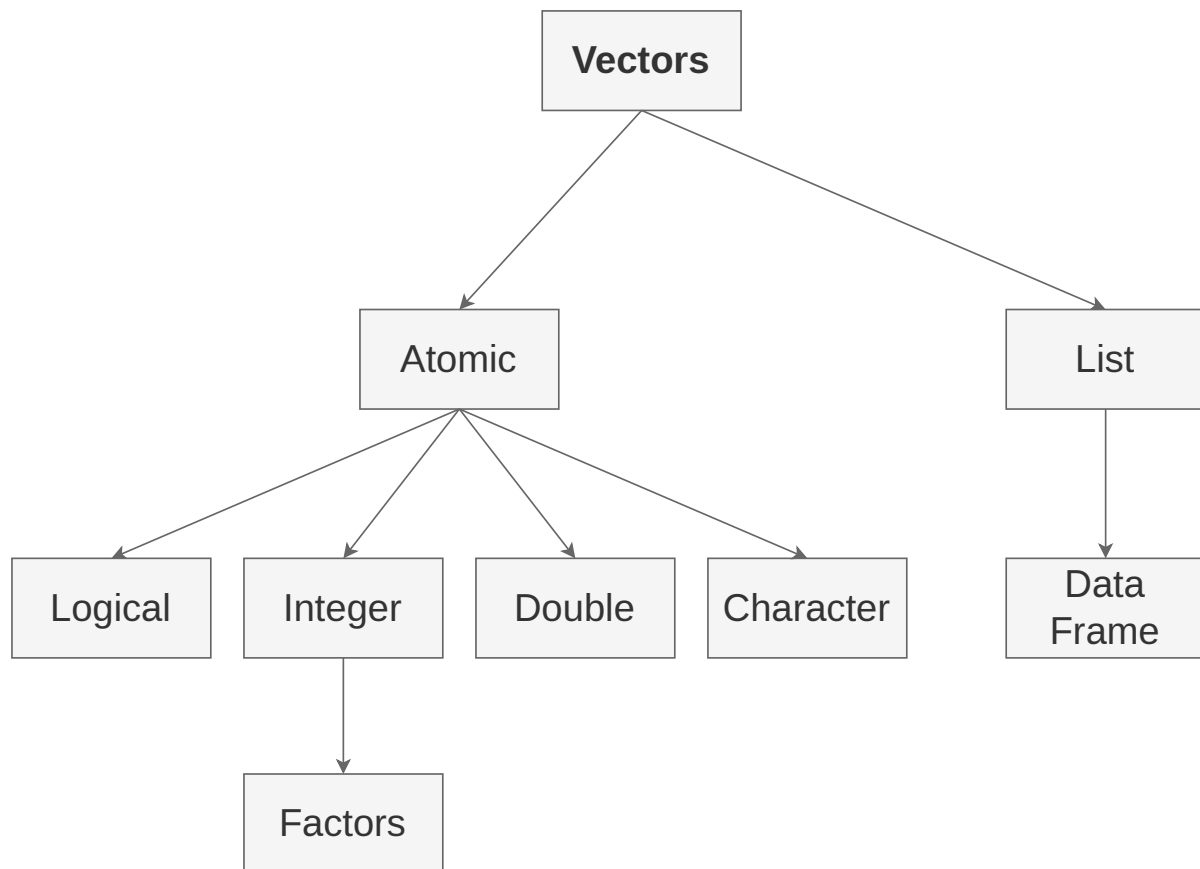 Vectors
Atomic
List
Logical
Integer
Double
Character
Data
Frame
Factors